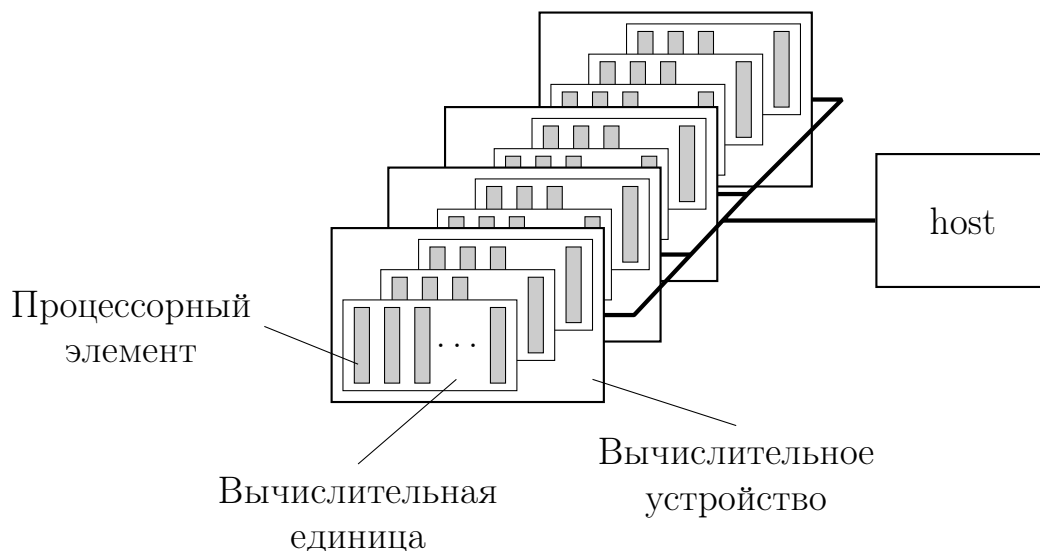 host
Процессорный
элемент
. . .
Вычислительное
устройство
Вычислительная
единица